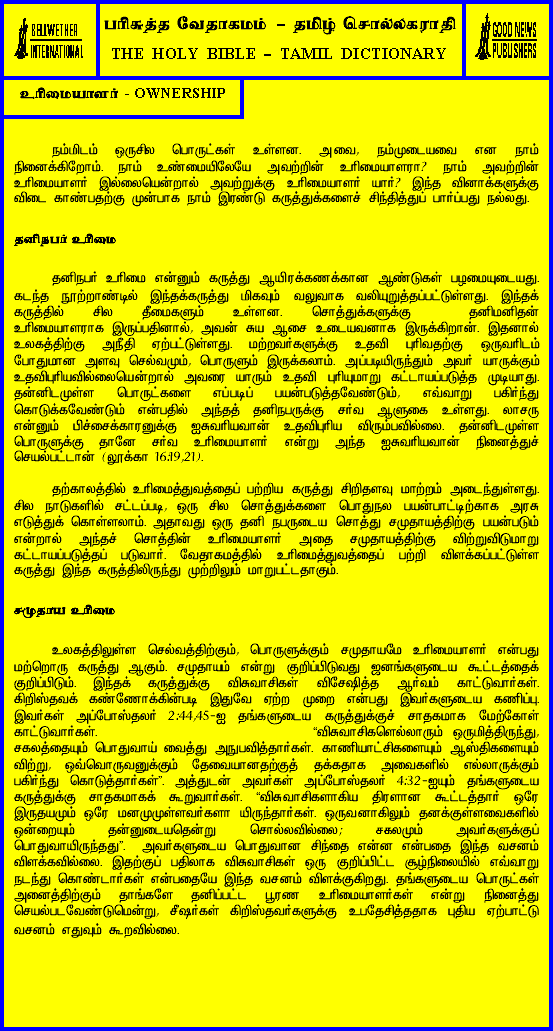 BELLWETHER
INTERNATIONAL
பரிசுத்த வேதாகமம் – தமிழ் சொல்லகராதி
THE HOLY BIBLE – TAMIL DICTIONARY
GOOD NEWS
PUBLISHERS
உரிமையாளர் - OWNERSHIP
நம்மிடம் ஒருசில பொருட்கள் உள்ளன. அவை, நம்முடையவை என நாம்
நினைக்கிறோம். நாம் உண்மையிலேயே அவற்றின் உரிமையாளரா? நாம் அவற்றின்
உரிமையாளர் இல்லையென்றால் அவற்றுக்கு உரிமையாளர் யார்? இந்த வினாக்களுக்கு
விடை காண்பதற்கு முன்பாக நாம் இரண்டு கருத்துக்களைச் சிந்தித்துப் பார்ப்பது நல்லது.
தனிநபர் உரிமை
தனிநபர் உரிமை என்னும் கருத்து ஆயிரக்கணக்கான ஆண்டுகள் பழமையுடையது.
கடந்த நூற்றாண்டில் இந்தக்கருத்து மிகவும் வலுவாக வலியுறுத்தப்பட்டுள்ளது. இந்தக்
கருத்தில் சில தீமைகளும் உள்ளன. சொத்துக்களுக்கு தனிமனிதன்
உரிமையாளராக இருப்பதினால், அவன் சுய ஆசை உடையவனாக இருக்கிறான். இதனால்
உலகத்திற்கு அநீதி ஏற்பட்டுள்ளது. மற்றவர்களுக்கு உதவி புரிவதற்கு ஒருவரிடம்
போதுமான அளவு செல்வமும், பொருளும் இருக்கலாம். அப்படியிருந்தும் அவர் யாருக்கும்
உதவிபுரியவில்லையென்றால் அவரை யாரும் உதவி புரியுமாறு கட்டாயப்படுத்த முடியாது.
தன்னிடமுள்ள பொருட்களை எப்படிப் பயன்படுத்தவேண்டும், எவ்வாறு பகிர்ந்து
கொடுக்கவேண்டும் என்பதில் அந்தத் தனிநபருக்கு சர்வ ஆளுகை உள்ளது. லாசரு
என்னும் பிச்சைக்காரனுக்கு ஐசுவரியவான் உதவிபுரிய விரும்பவில்லை. தன்னிடமுள்ள
பொருளுக்கு தானே சர்வ உரிமையாளர் என்று அந்த ஐசுவரியவான் நினைத்துச்
செயல்பட்டான் (லூக்கா 16:19,21).
தற்காலத்தில் உரிமைத்துவத்தைப் பற்றிய கருத்து சிறிதளவு மாற்றம் அடைந்துள்ளது.
சில நாடுகளில் சட்டப்படி, ஒரு சில சொத்துக்களை பொதுநல பயன்பாட்டிற்காக அரசு
எடுத்துக் கொள்ளலாம். அதாவது ஒரு தனி நபருடைய சொத்து சமுதாயத்திற்கு பயன்படும்
என்றால் அந்தச் சொத்தின் உரிமையாளர் அதை சமுதாயத்திற்கு விற்றுவிடுமாறு
கட்டாயப்படுத்தப் படுவார். வேதாகமத்தில் உரிமைத்துவத்தைப் பற்றி விளக்கப்பட்டுள்ள
கருத்து இந்த கருத்திலிருந்து முற்றிலும் மாறுபட்டதாகும்.
சமுதாய உரிமை
உலகத்திலுள்ள செல்வத்திற்கும், பொருளுக்கும் சமுதாயமே உரிமையாளர் என்பது
மற்றொரு கருத்து ஆகும். சமுதாயம் என்று குறிப்பிடுவது ஜனங்களுடைய கூட்டத்தைக்
குறிப்பிடும். இந்தக் கருத்துக்கு விசுவாசிகள் விசேஷித்த ஆர்வம் காட்டுவார்கள்.
கிறிஸ்தவக் கண்ணோக்கின்படி இதுவே ஏற்ற முறை என்பது இவர்களுடைய கணிப்பு.
இவர்கள் அப்போஸ்தலர் 2:44,45-ஐ தங்களுடைய கருத்துக்குச் சாதகமாக மேற்கோள்
காட்டுவார்கள். “விசுவாசிகளெல்லாரும் ஒருமித்திருந்து,
சகலத்தையும் பொதுவாய் வைத்து அநுபவித்தார்கள். காணியாட்சிகளையும் ஆஸ்திகளையும்
விற்று, ஒவ்வொருவனுக்கும் தேவையானதற்குத் தக்கதாக அவைகளில் எல்லாருக்கும்
பகிர்ந்து கொடுத்தார்கள்”. அத்துடன் அவர்கள் அப்போஸ்தலர் 4:32-ஐயும் தங்களுடைய
கருத்துக்கு சாதகமாகக் கூறுவார்கள். “விசுவாசிகளாகிய திரளான கூட்டத்தார் ஒரே
இருதயமும் ஒரே மனமுமுள்ளவர்களா யிருந்தார்கள். ஒருவனாகிலும் தனக்குள்ளவைகளில்
ஒன்றையும் தன்னுடையதென்று சொல்லவில்லை; சகலமும் அவர்களுக்குப்
பொதுவாயிருந்தது”. அவர்களுடைய பொதுவான சிந்தை என்ன என்பதை இந்த வசனம்
விளக்கவில்லை. இதற்குப் பதிலாக விசுவாசிகள் ஒரு குறிப்பிட்ட சூழ்நிலையில் எவ்வாறு
நடந்து கொண்டார்கள் என்பதையே இந்த வசனம் விளக்குகிறது. தங்களுடைய பொருட்கள்
அனைத்திற்கும் தாங்களே தனிப்பட்ட பூரண உரிமையாளர்கள் என்று நினைத்து
செயல்படவேண்டுமென்று, சீஷர்கள் கிறிஸ்தவர்களுக்கு உபதேசித்ததாக புதிய ஏற்பாட்டு
வசனம் எதுவும் கூறவில்லை.